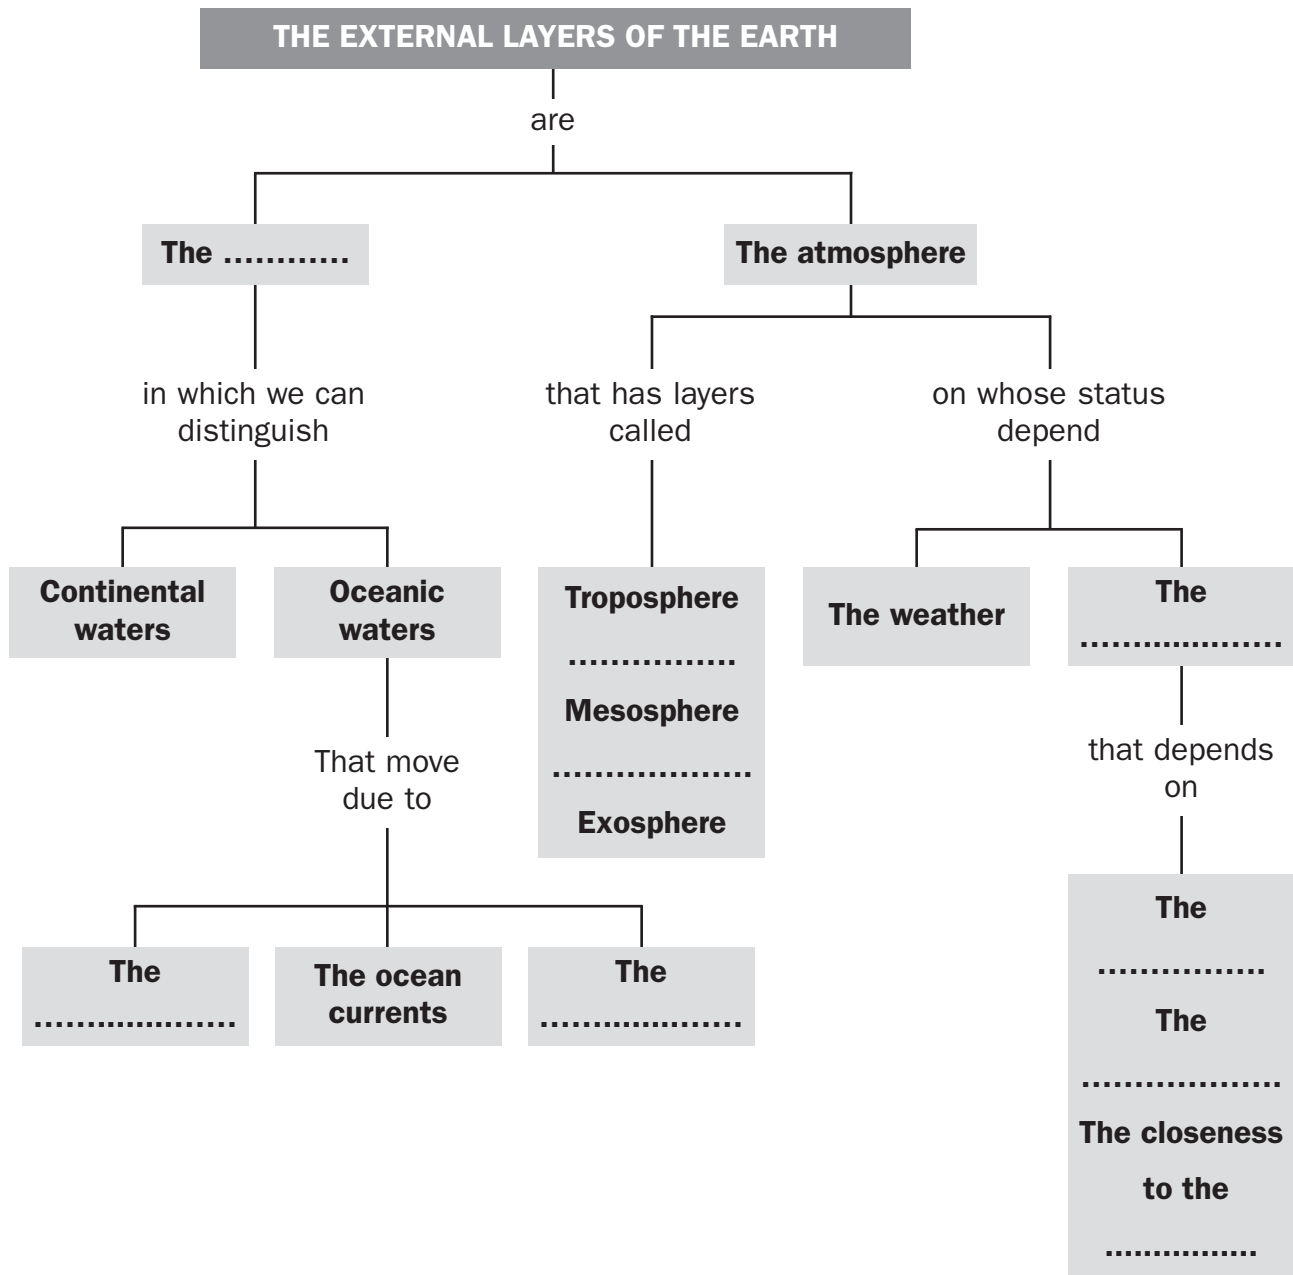 THE EXTERNAL LAYERS OF THE EARTH
are
The ............
The atmosphere
in which we can
distinguish
that has layers
called
on whose status
depend
Continental
waters
Oceanic
waters
Troposphere
................
Mesosphere
...................
Exosphere
The weather
The
....................
That move
due to
that depends
on
The
....................
The ocean
currents
The
....................
The
................
The
...................
The closeness
to the
................